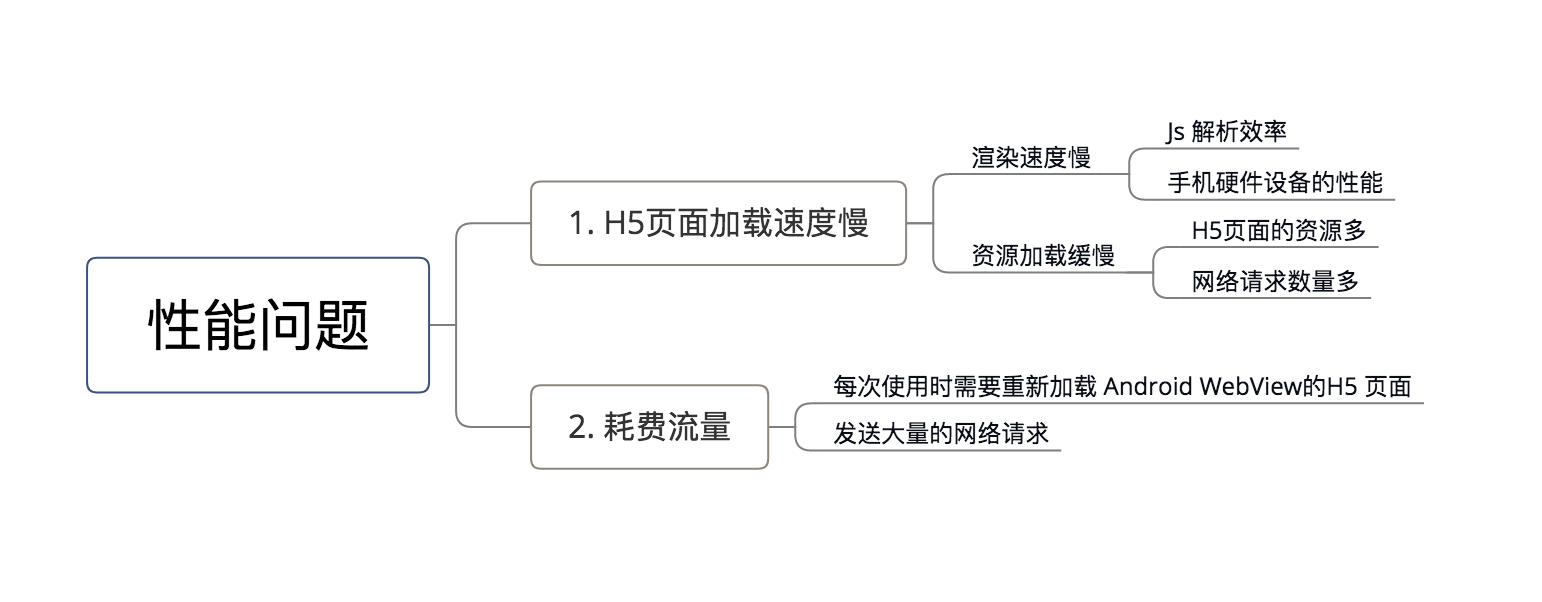 性能问题
1. H5页面加载速度慢
渲染速度慢
Js 解析效率
手机硬件设备的性能
资源加载缓慢
H5页面的资源多
网络请求数量多
2. 耗费流量
每次使用时需要重新加载 Android WebView的H5 页面
发送大量的网络请求